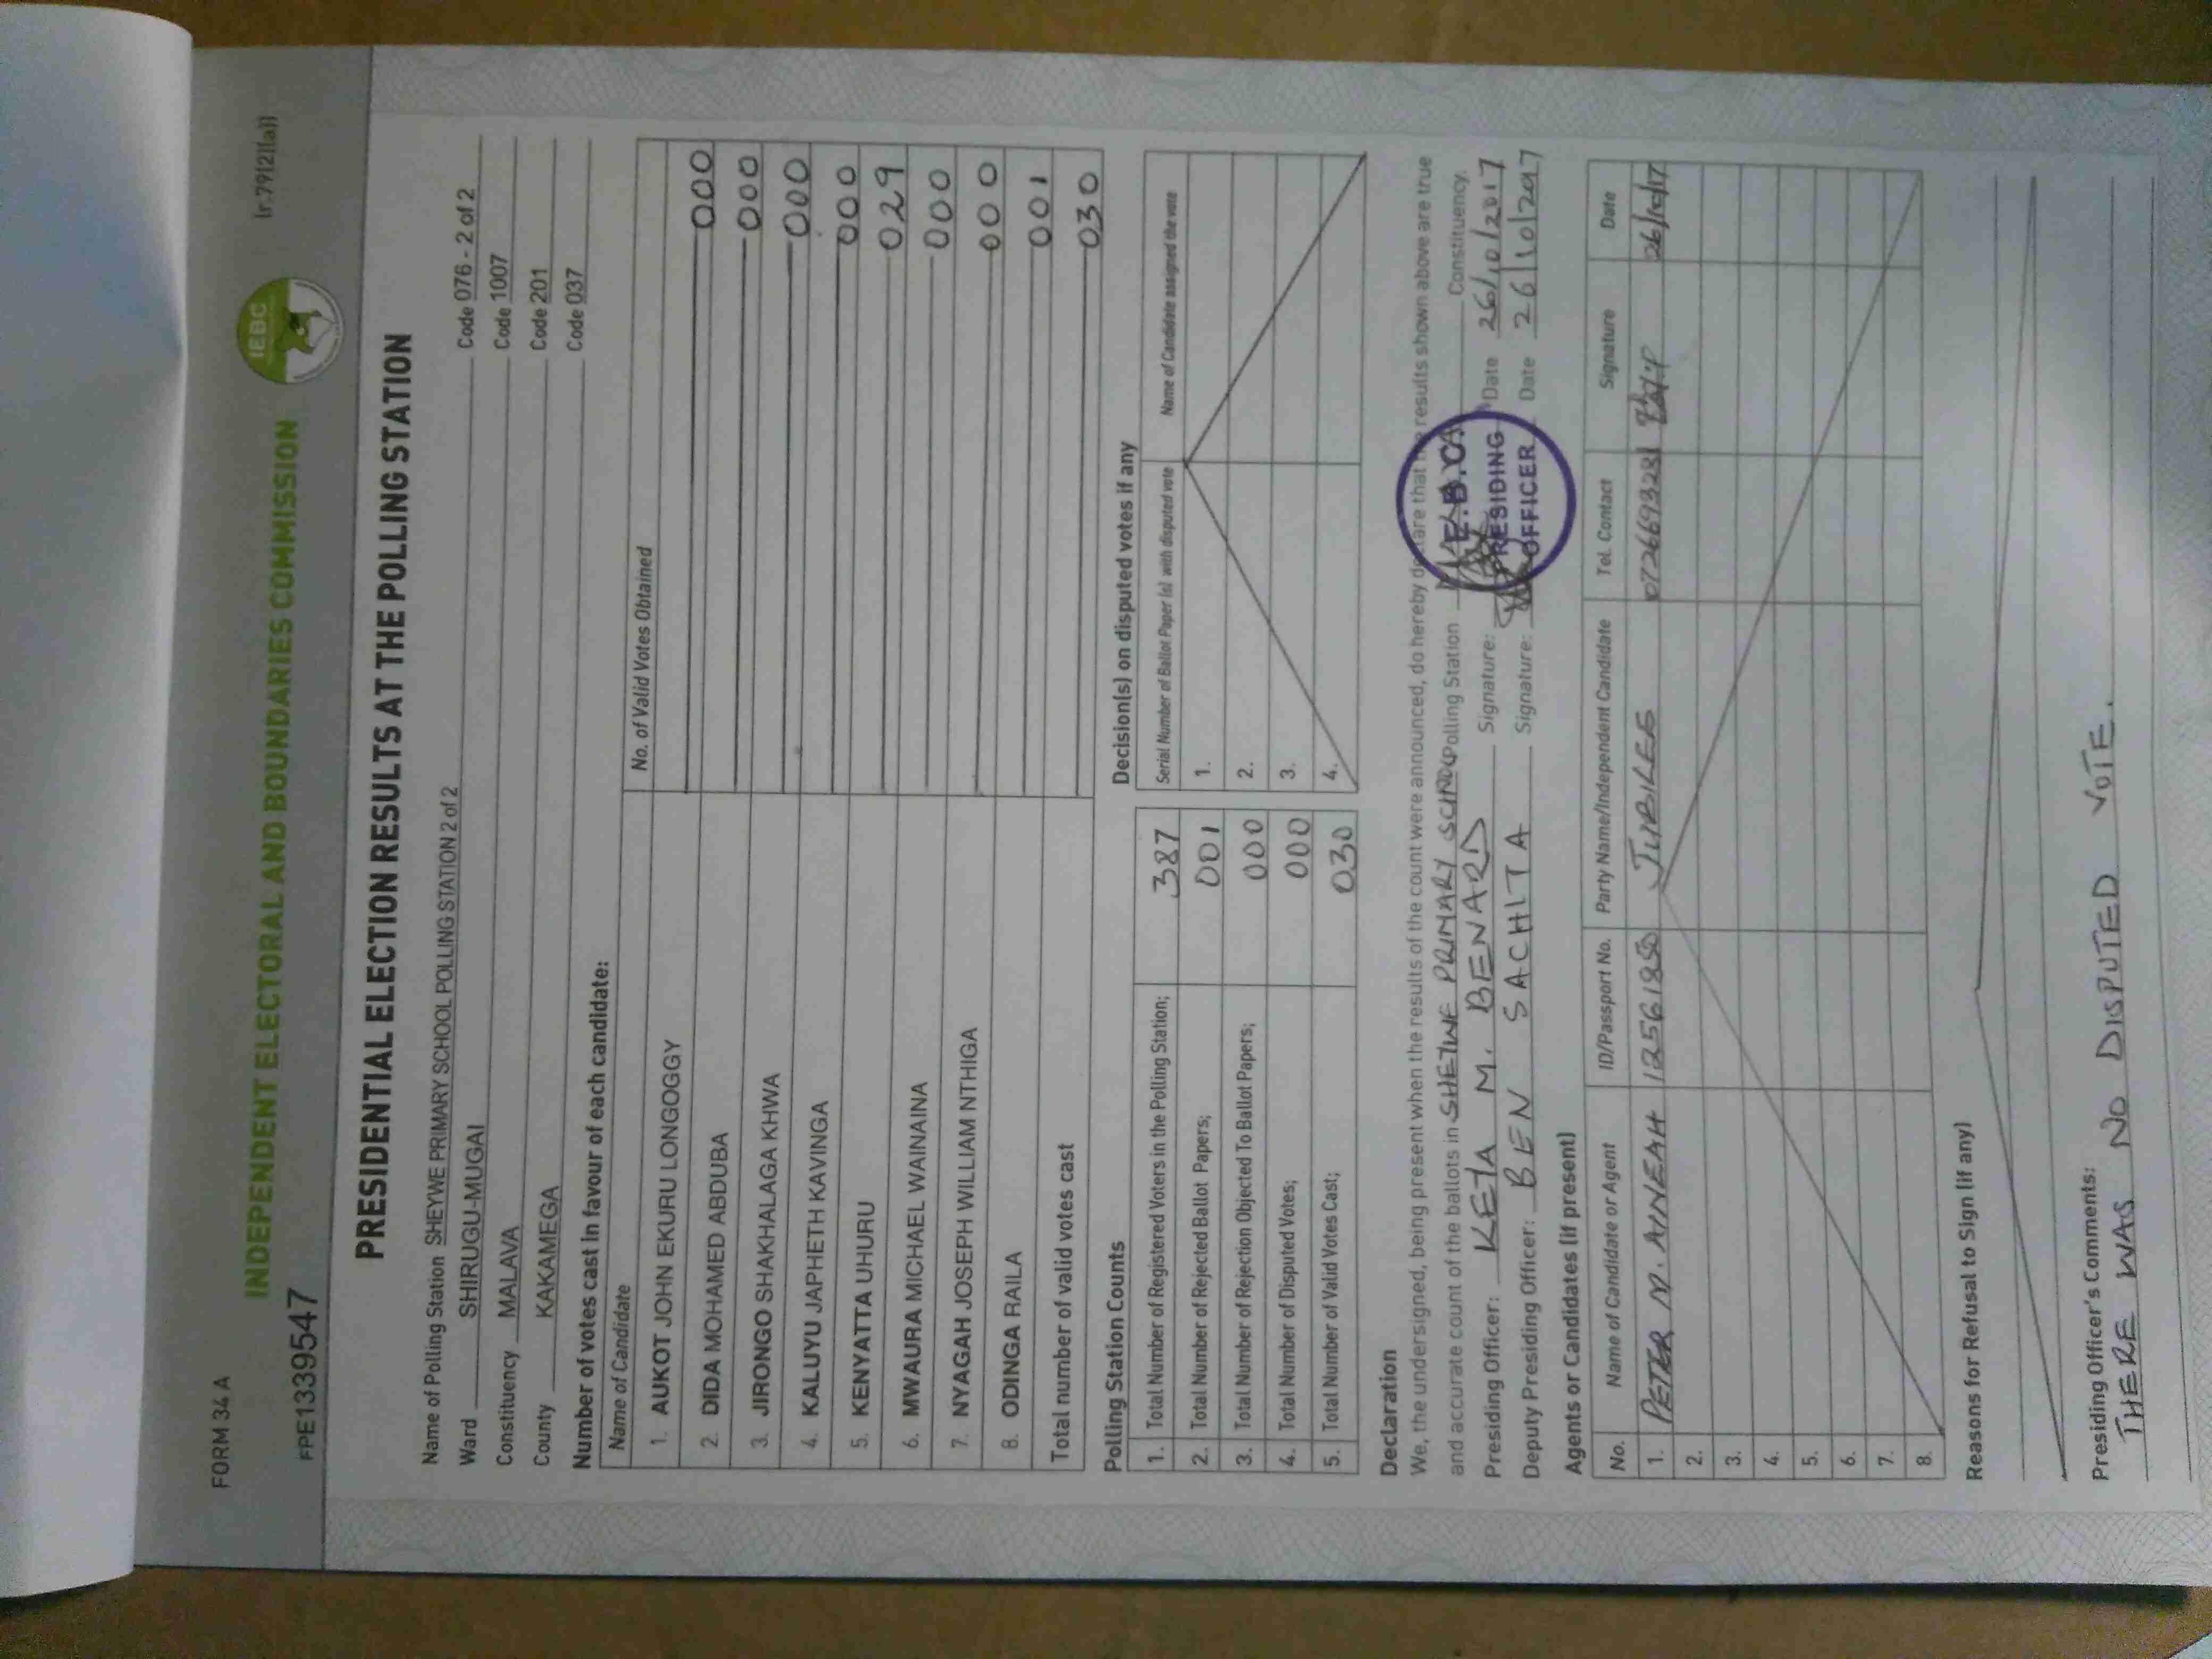 FORM 34 A
INDEPENDENT ELECTORAL AND BOUNDARIES COMMISSION
IEBC
(r.79(2)(a))
FPE1339547
PRESIDENTIAL ELECTION RESULTS AT THE POLLING STATION
Name of Polling Station SHEYWE PRIMARY SCHOOL POLLING STATION 2 of 2 Code 076 - 2 of 2
Ward SHIRUGU-MUGAI Code 1007
Constituency MALAVA Code 201
County KAKAMEGA Code 037
Number of votes cast in favour of each candidate:
Name of Candidate No. of Valid Votes Obtained
1. AUKOT JOHN EKURU LONGOGGY 000
2. DIDA MOHAMED ABDUBA 000
3. JIRONGO SHAKHALAGA KHWA 000
4. KALUYU JAPHETH KAVINGA 000
5. KENYATTA UHURU 029
6. MWAURA MICHAEL WAINAINA 000
7. NYAGAH JOSEPH WILLIAM NTHIGA 000
8. ODINGA RAILA 001
Total number of valid votes cast 030
Polling Station Counts
1. Total Number of Registered Voters in the Polling Station; 387
2. Total Number of Rejected Ballot Papers; 001
3. Total Number of Rejection Objected To Ballot Papers; 000
4. Total Number of Disputed Votes; 000
5. Total Number of Valid Votes Cast; 030
Decision(s) on disputed votes if any
Serial Number of Ballot Paper (s) with disputed vote Name of Candidate assigned the vote
1.
2.
3.
4.
Declaration
We, the undersigned, being present when the results of the count were announced, do hereby declare that the results shown above are true
and accurate count of the ballots in SHEYWE PRIMARY SCHOOL Polling Station Constituency.
Presiding Officer: KEYA M. BENARD Signature: Date 26/10/2017
Deputy Presiding Officer: BEN SACHITA Signature: Date 26/10/2017
I.E.B.C.
PRESIDING
OFFICER
Agents or Candidates (if present)
No. Name of Candidate or Agent ID/Passport No. Party Name/Independent Candidate Tel. Contact Signature Date
1. PETER M. AINEAH 12561850 JUBILEE 0726693281 26/10/17
2.
3.
4.
5.
6.
7.
8.
Reasons for Refusal to Sign (if any)
Presiding Officer's Comments:
THERE WAS NO DISPUTED VOTE.